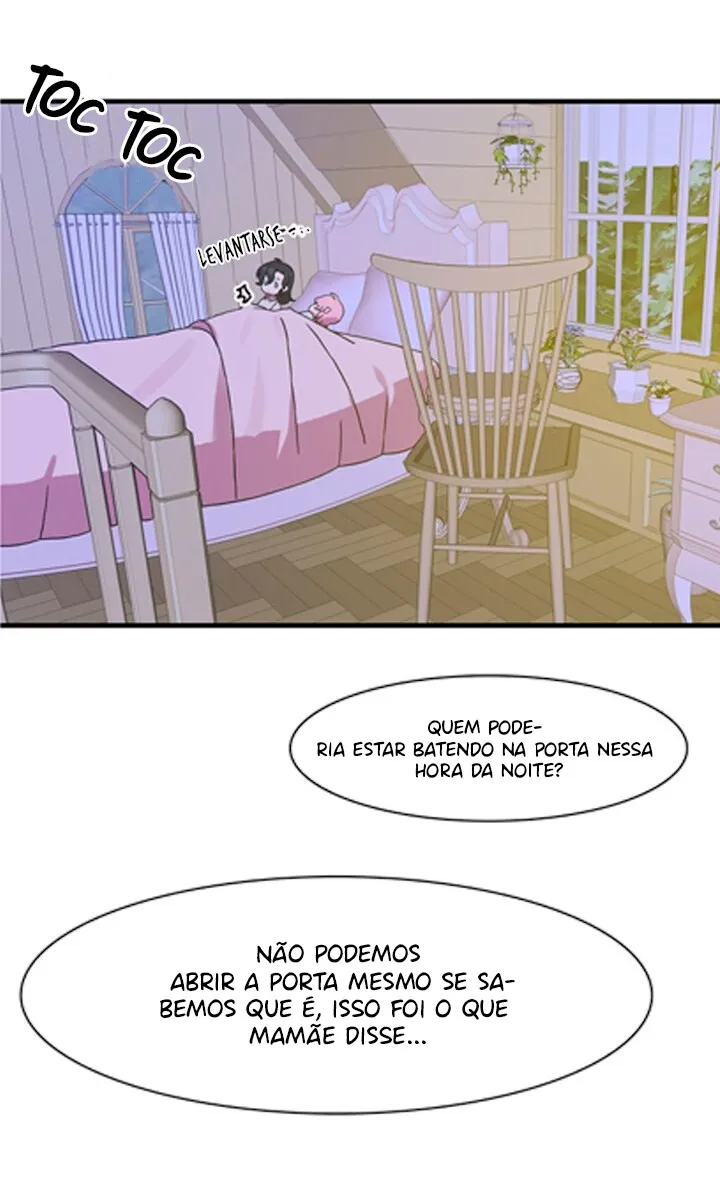 TOC TOC
LEVANTARSE
QUEM PODE-
RIA ESTAR BATENDO NA PORTA NESSA
HORA DA NOITE?
NÃO PODEMOS
ABRIR A PORTA MESMO SE SA-
BEMOS QUE É, ISSO FOI O QUE
MAMÃE DISSE...